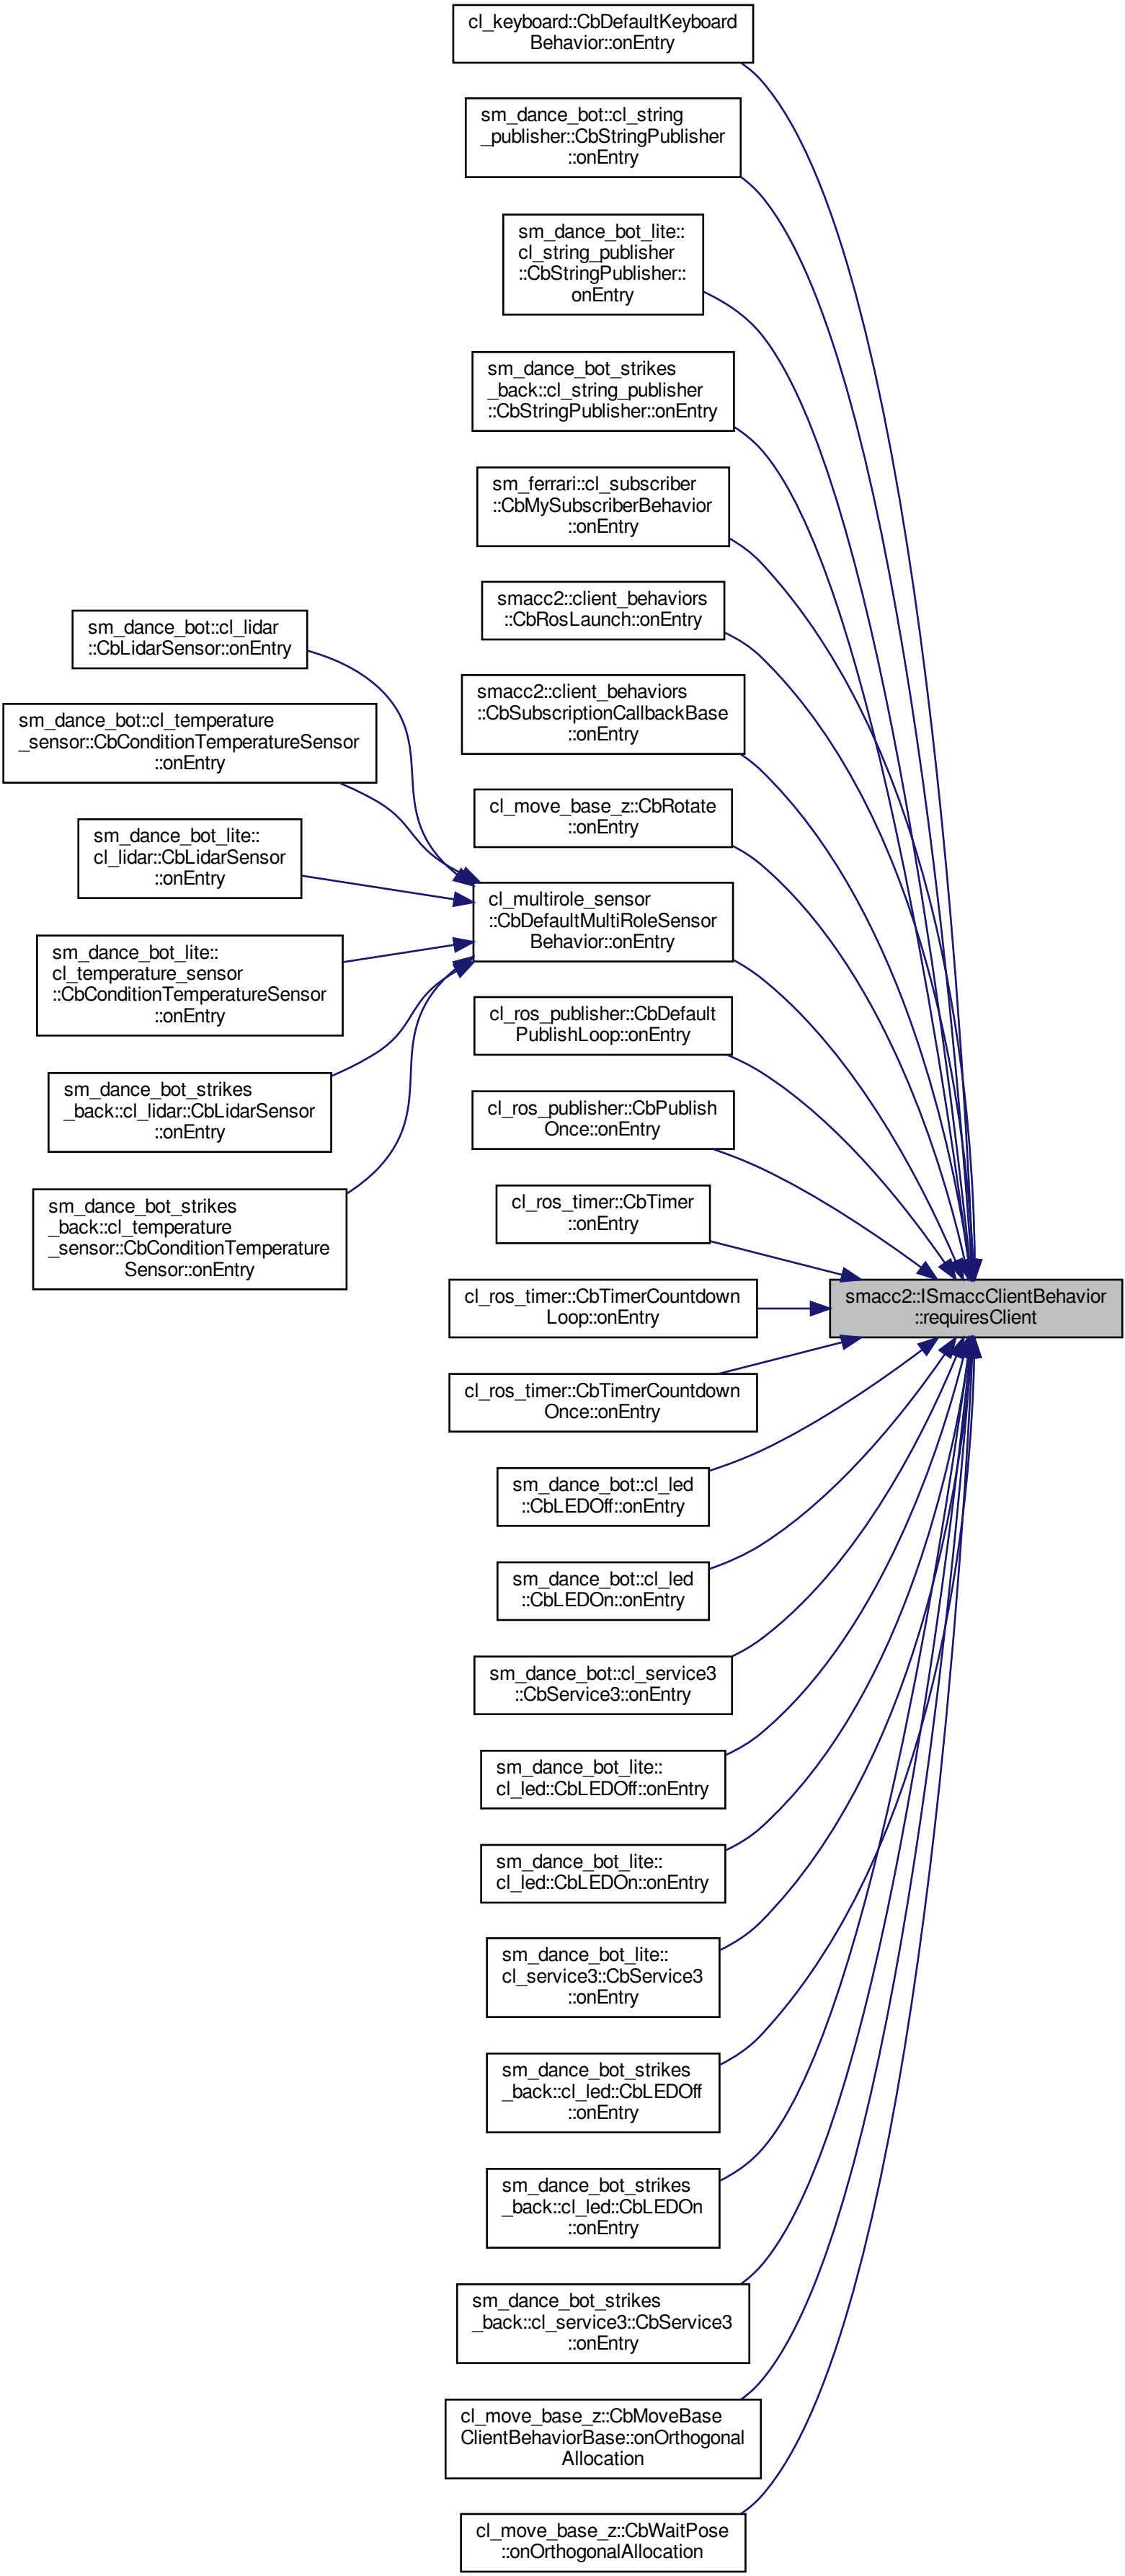 cl_keyboard::CbDefaultKeyboard
Behavior::onEntry
sm_dance_bot::cl_string
_publisher::CbStringPublisher
::onEntry
sm_dance_bot_lite::
cl_string_publisher
::CbStringPublisher::
onEntry
sm_dance_bot_strikes
_back::cl_string_publisher
::CbStringPublisher::onEntry
sm_ferrari::cl_subscriber
::CbMySubscriberBehavior
::onEntry
smacc2::client_behaviors
::CbRosLaunch::onEntry
smacc2::client_behaviors
::CbSubscriptionCallbackBase
::onEntry
cl_move_base_z::CbRotate
::onEntry
cl_multirole_sensor
::CbDefaultMultiRoleSensor
Behavior::onEntry
sm_dance_bot::cl_lidar
::CbLidarSensor::onEntry
sm_dance_bot::cl_temperature
_sensor::CbConditionTemperatureSensor
::onEntry
sm_dance_bot_lite::
cl_lidar::CbLidarSensor
::onEntry
sm_dance_bot_lite::
cl_temperature_sensor
::CbConditionTemperatureSensor
::onEntry
sm_dance_bot_strikes
_back::cl_lidar::CbLidarSensor
::onEntry
sm_dance_bot_strikes
_back::cl_temperature
_sensor::CbConditionTemperature
Sensor::onEntry
cl_ros_publisher::CbDefault
PublishLoop::onEntry
cl_ros_publisher::CbPublish
Once::onEntry
cl_ros_timer::CbTimer
::onEntry
cl_ros_timer::CbTimerCountdown
Loop::onEntry
smacc2::ISmaccClientBehavior
::requiresClient
cl_ros_timer::CbTimerCountdown
Once::onEntry
sm_dance_bot::cl_led
::CbLEDOff::onEntry
sm_dance_bot::cl_led
::CbLEDOn::onEntry
sm_dance_bot::cl_service3
::CbService3::onEntry
sm_dance_bot_lite::
cl_led::CbLEDOff::onEntry
sm_dance_bot_lite::
cl_led::CbLEDOn::onEntry
sm_dance_bot_lite::
cl_service3::CbService3
::onEntry
sm_dance_bot_strikes
_back::cl_led::CbLEDOff
::onEntry
sm_dance_bot_strikes
_back::cl_led::CbLEDOn
::onEntry
sm_dance_bot_strikes
_back::cl_service3::CbService3
::onEntry
cl_move_base_z::CbMoveBase
ClientBehaviorBase::onOrthogonal
Allocation
cl_move_base_z::CbWaitPose
::onOrthogonalAllocation